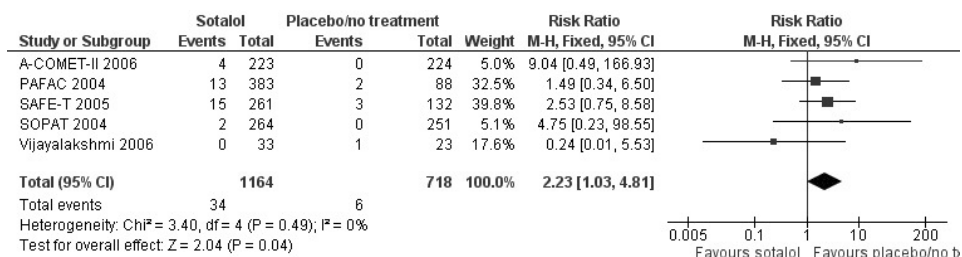 Sotalol Placebo/no treatment Risk Ratio Risk Ratio
Study or Subgroup Events Total Events Total Weight M-H, Fixed, 95% CI M-H, Fixed, 95% CI
A-COMET-II 2006 4 223 0 224 5.0% 9.04 [0.49, 166.93]
PAFAC 2004 13 383 2 88 32.5% 1.49 [0.34, 6.50]
SAFE-T 2005 15 261 3 132 39.8% 2.53 [0.75, 8.58]
SOPAT 2004 2 264 0 251 5.1% 4.75 [0.23, 98.55]
Vijayalakshmi 2006 0 33 1 23 17.6% 0.24 [0.01, 5.53]
Total (95% CI) 1164 718 100.0% 2.23 [1.03, 4.81]
Total events 34 6
Heterogeneity: Chi² = 3.40, df = 4 (P = 0.49); I² = 0%
Test for overall effect: Z = 2.04 (P = 0.04)
0.005 0.1 1 10 200
Favours sotalol Favours placebo/no tx